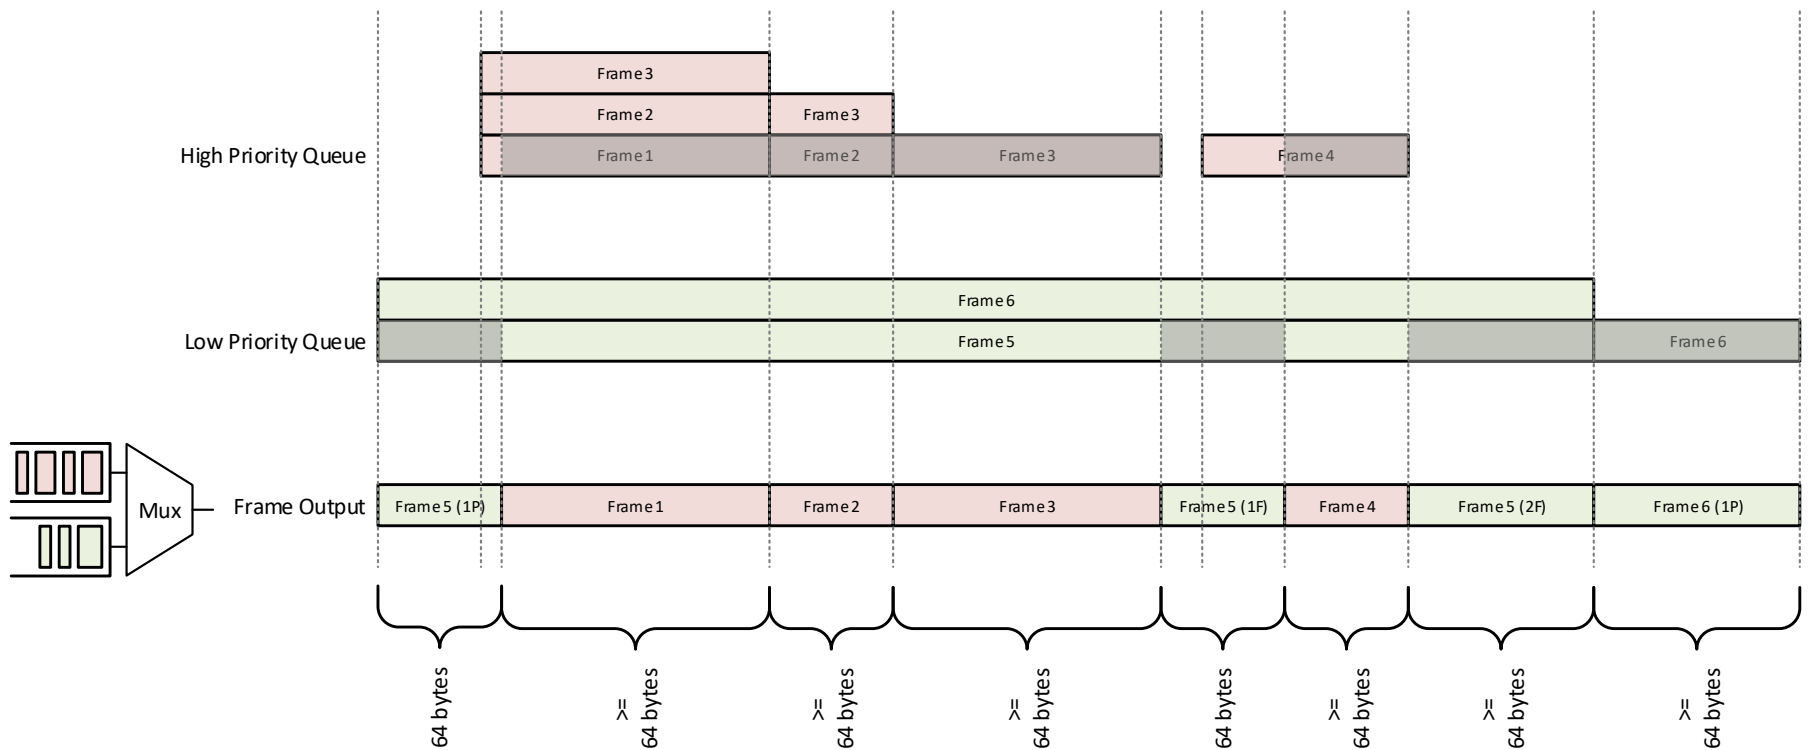 Frame 3
Frame 2
Frame 3
High Priority Queue
Frame 1
Frame 2
Frame 3
Frame 4
Frame 6
Low Priority Queue
Frame 5
Frame 6
Mux
Frame Output
Frame 5 (1P)
Frame 1
Frame 2
Frame 3
Frame 5 (1F)
Frame 4
Frame 5 (2F)
Frame 6 (1P)
64 bytes
>=
64 bytes
>=
64 bytes
>=
64 bytes
64 bytes
>=
64 bytes
>=
64 bytes
>=
64 bytes